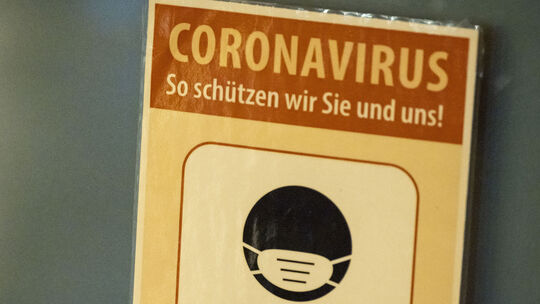 CORONAVIRUS
So schützen wir Sie und uns!